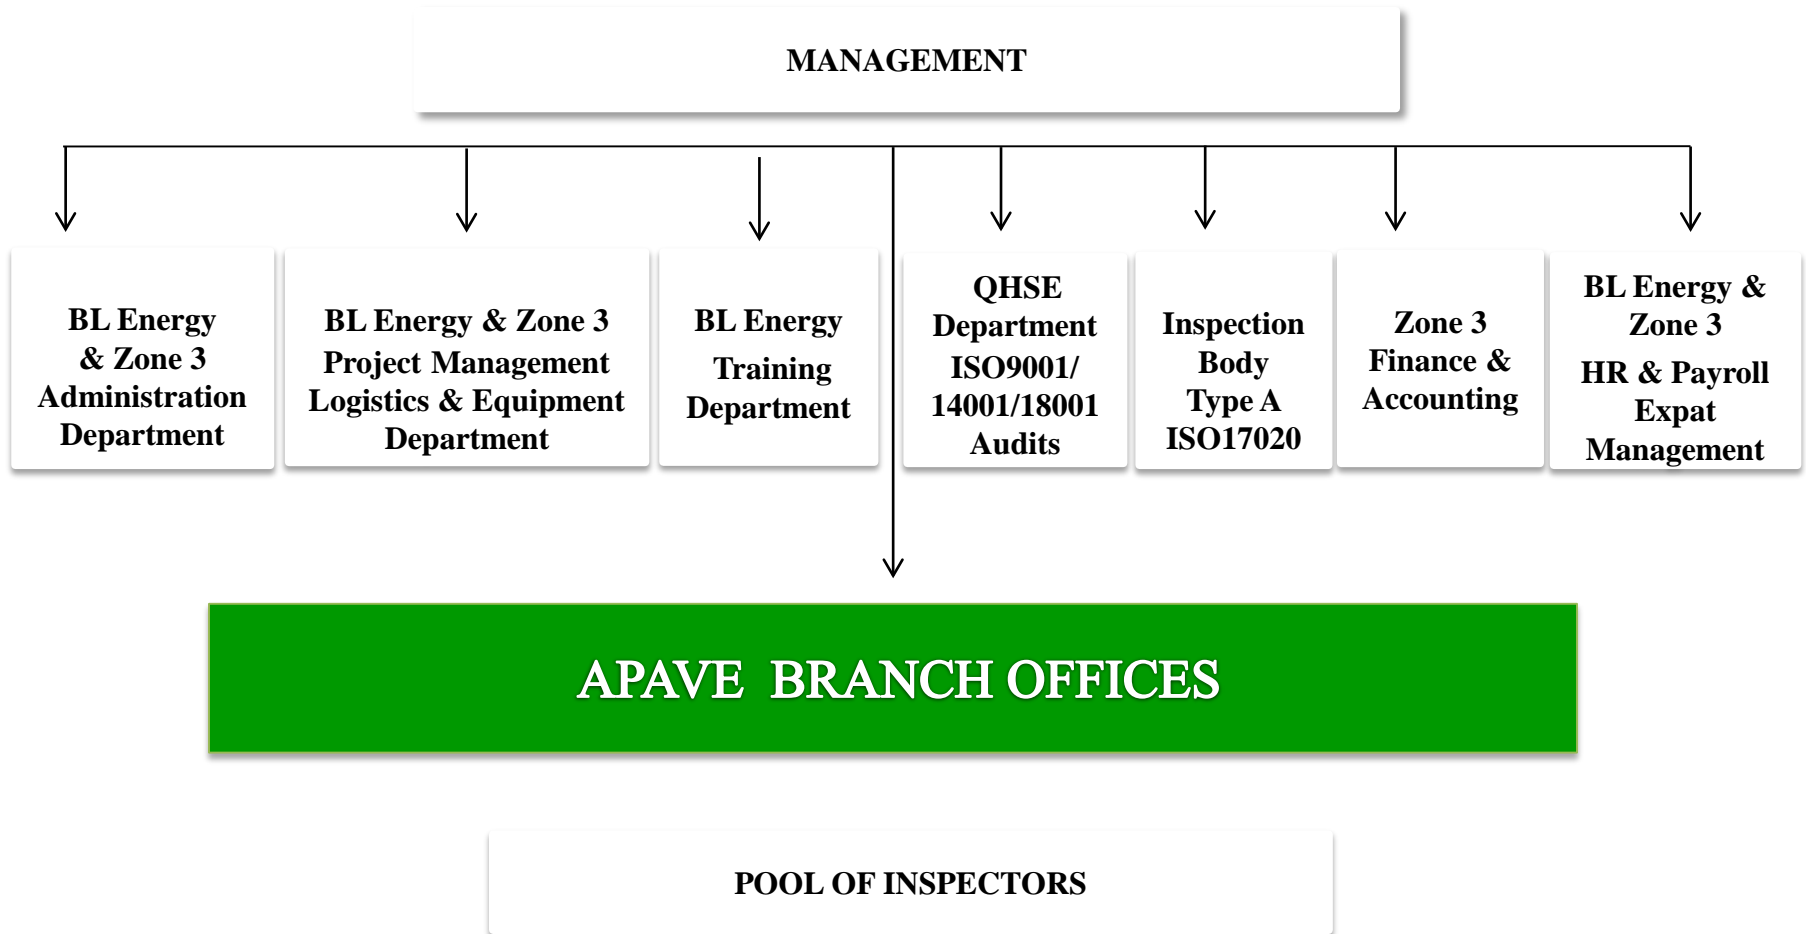 MANAGEMENT
BL Energy
& Zone 3
Administration
Department
BL Energy & Zone 3
Project Management
Logistics & Equipment
Department
BL Energy
Training
Department
QHSE
Department
ISO9001/
14001/18001
Audits
Inspection
Body
Type A
ISO17020
Zone 3
Finance &
Accounting
BL Energy &
Zone 3
HR & Payroll
Expat
Management
APAVE BRANCH OFFICES
POOL OF INSPECTORS